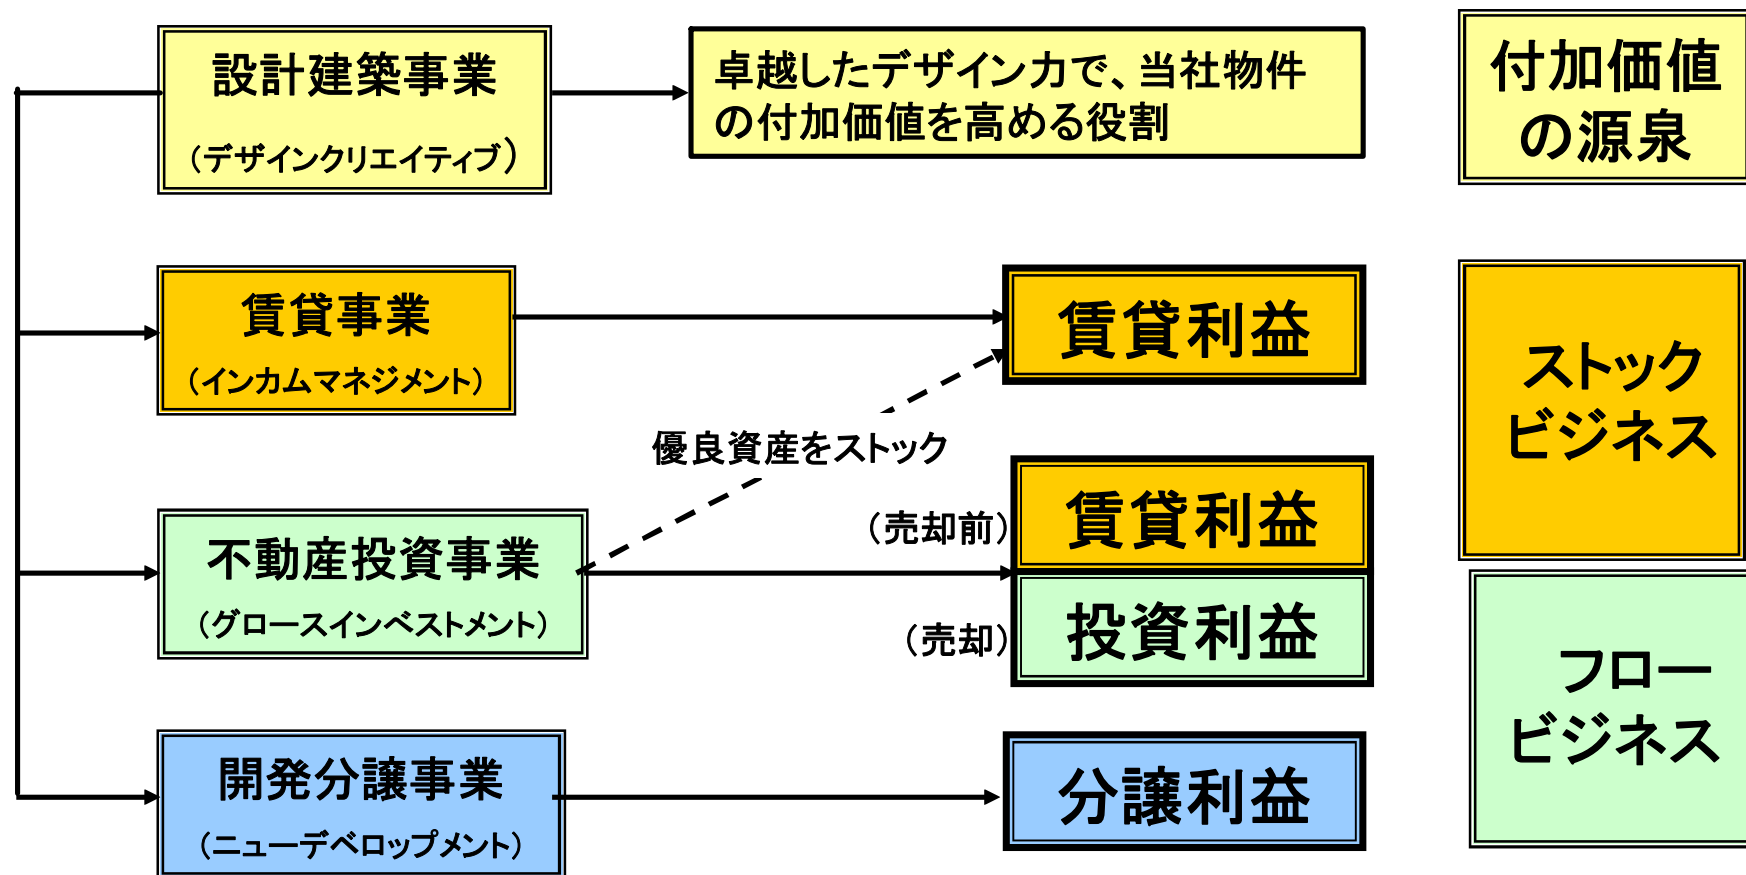 設計建築事業
（デザインクリエイティブ）
卓越したデザイン力で、当社物件
の付加価値を高める役割
付加価値
の源泉
賃貸事業
（インカムマネジメント）
賃貸利益
ストック
ビジネス
優良資産をストック
不動産投資事業
（グロースインベストメント）
（売却前）
賃貸利益
（売却）
投資利益
フロー
ビジネス
開発分譲事業
（ニューデベロップメント）
分譲利益